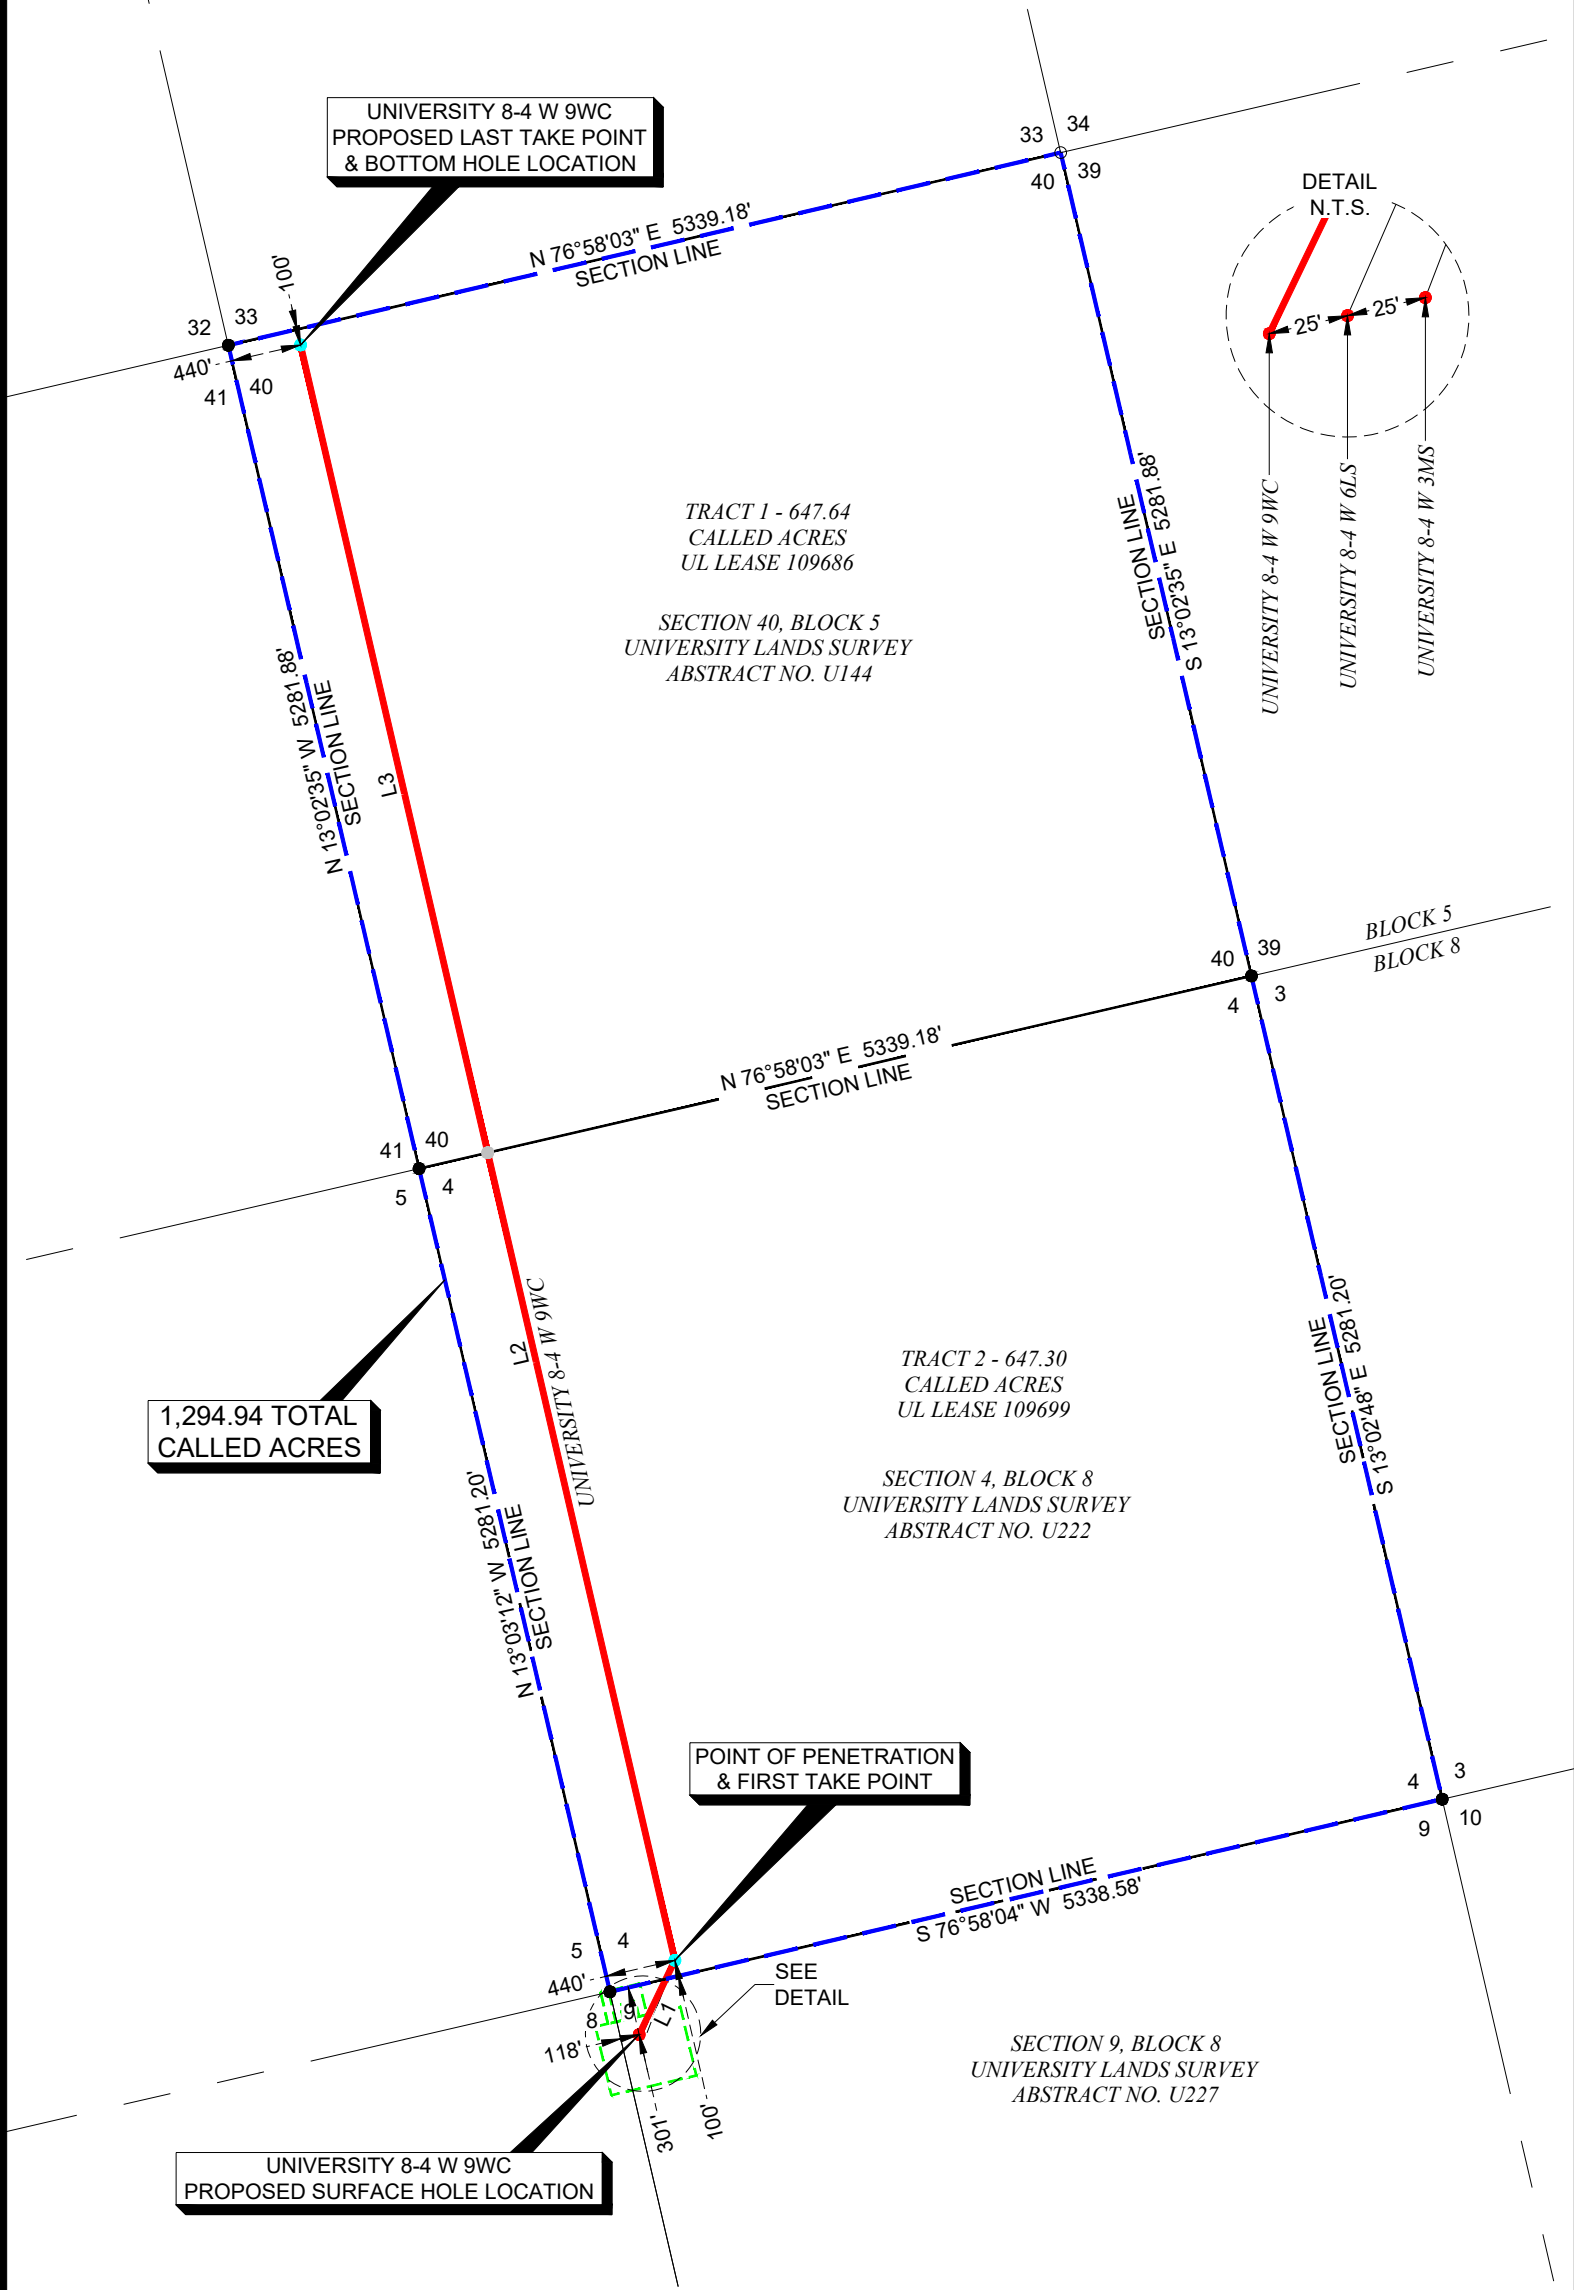 UNIVERSITY 8-4 W 9WC
PROPOSED LAST TAKE POINT
& BOTTOM HOLE LOCATION
33
34
40
39
DETAIL
N.T.S.
25'
25'
UNIVERSITY 8-4 W 9WC
UNIVERSITY 8-4 W 6LS
UNIVERSITY 8-4 W 3MS
N 76°58'03" E 5339.18'
SECTION LINE
100'
32
33
440'
41
40
TRACT 1 - 647.64
CALLED ACRES
UL LEASE 109686
SECTION 40, BLOCK 5
UNIVERSITY LANDS SURVEY
ABSTRACT NO. U144
SECTION LINE
S 13°02'35" E 5281.88'
N 13°02'35" W 5281.88'
SECTION LINE
L3
BLOCK 5
BLOCK 8
40
39
4
3
N 76°58'03" E 5339.18'
SECTION LINE
41
40
5
4
UNIVERSITY 8-4 W 9WC
L2
1,294.94 TOTAL
CALLED ACRES
TRACT 2 - 647.30
CALLED ACRES
UL LEASE 109699
SECTION 4, BLOCK 8
UNIVERSITY LANDS SURVEY
ABSTRACT NO. U222
SECTION LINE
S 13°02'48" E 5281.20'
N 13°03'12" W 5281.20'
SECTION LINE
POINT OF PENETRATION
& FIRST TAKE POINT
4
3
9
10
SECTION LINE
S 76°58'04" W 5338.58'
5
4
440'
8
9
L1
SEE
DETAIL
118'
301'
100'
SECTION 9, BLOCK 8
UNIVERSITY LANDS SURVEY
ABSTRACT NO. U227
UNIVERSITY 8-4 W 9WC
PROPOSED SURFACE HOLE LOCATION